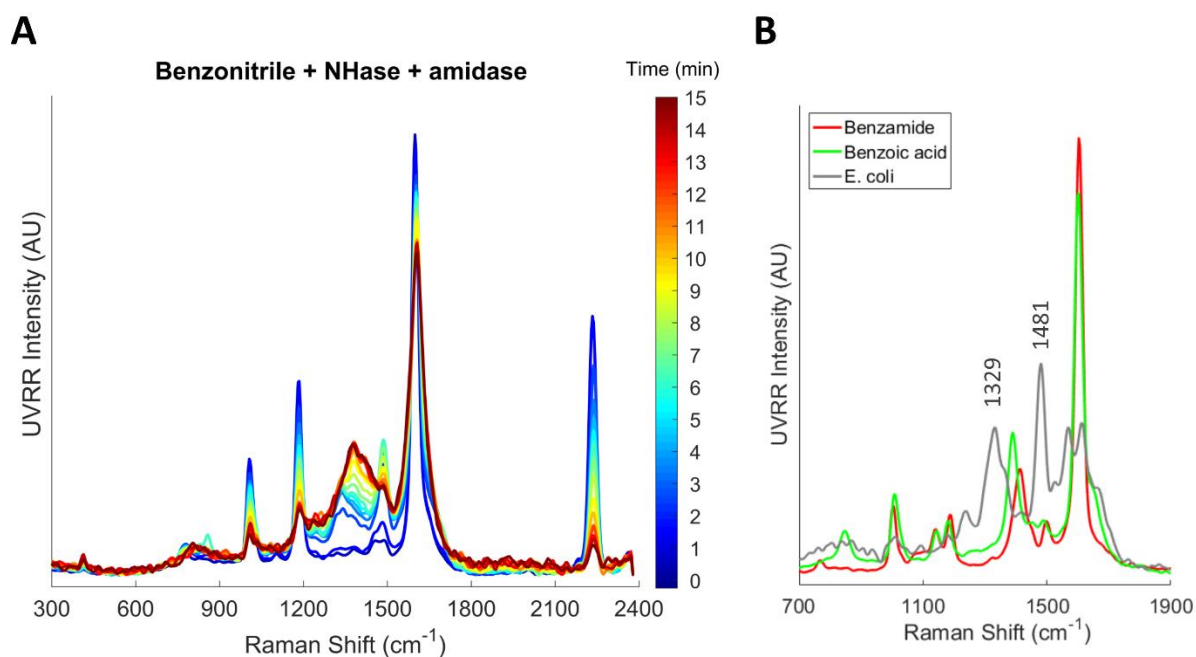 A
B
Benzonitrile + NHase + amidase
Time (min)
UVRR Intensity (AU)
300
600
900
1200
1500
1800
2100
2400
Raman Shift (cm⁻¹)
15
14
13
12
11
10
9
8
7
6
5
4
3
2
1
0
Benzamide
Benzoic acid
E. coli
1329
1481
UVRR Intensity (AU)
700
1100
1500
1900
Raman Shift (cm⁻¹)